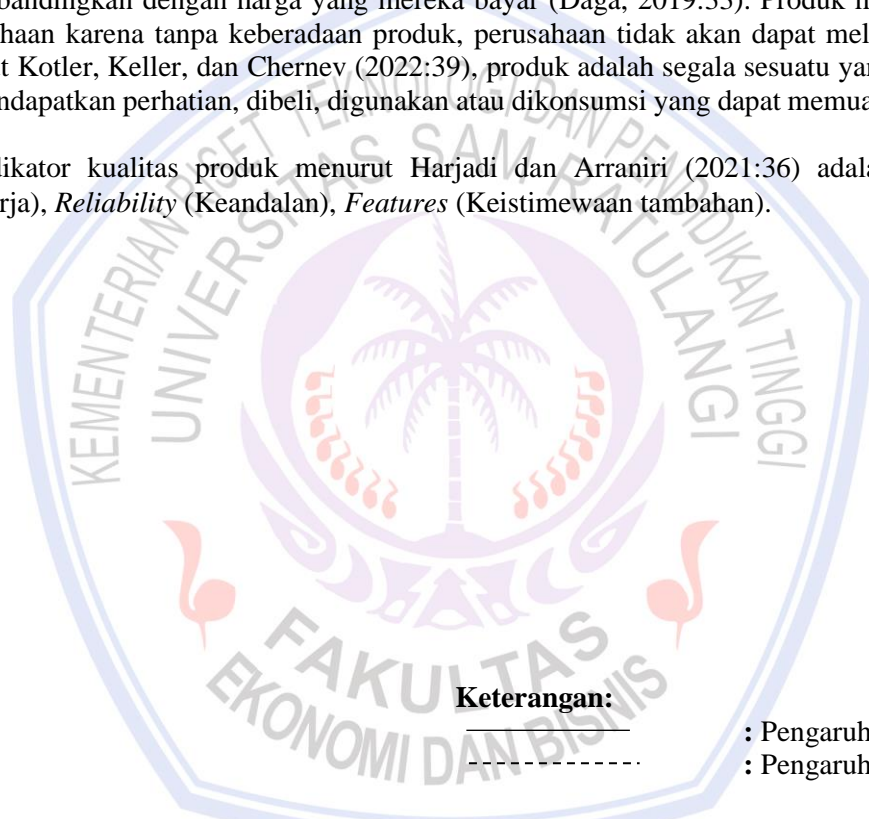 bandingkan dengan harga yang mereka bayar (Daga, 2019:33). Produk
haan karena tanpa keberadaan produk, perusahaan tidak akan dapat mel
t Kotler, Keller, dan Chernev (2022:39), produk adalah segala sesuatu yan
ndapatkan perhatian, dibeli, digunakan atau dikonsumsi yang dapat memua
dikator kualitas produk menurut Harjadi dan Arraniri (2021:36) adala
rja), Reliability (Keandalan), Features (Keistimewaan tambahan).
KEMENTERIAN RISET TEKNOLOGI DAN PENDIDIKAN TINGGI
UNIVERSITAS SAM RATULANGI
FAKULTAS
EKONOMI DAN BISNIS
Keterangan:
: Pengaruh
: Pengaruh